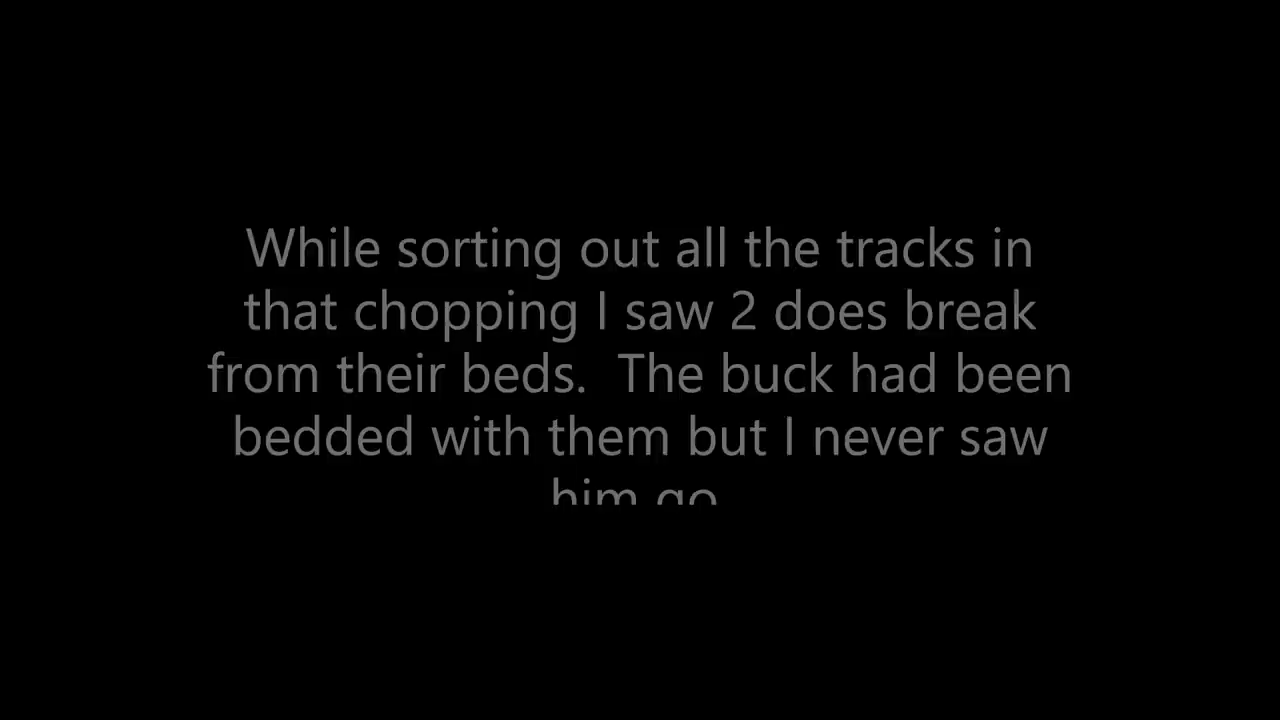 While sorting out all the tracks in
that chopping I saw 2 does break
from their beds.  The buck had been
bedded with them but I never saw
him go